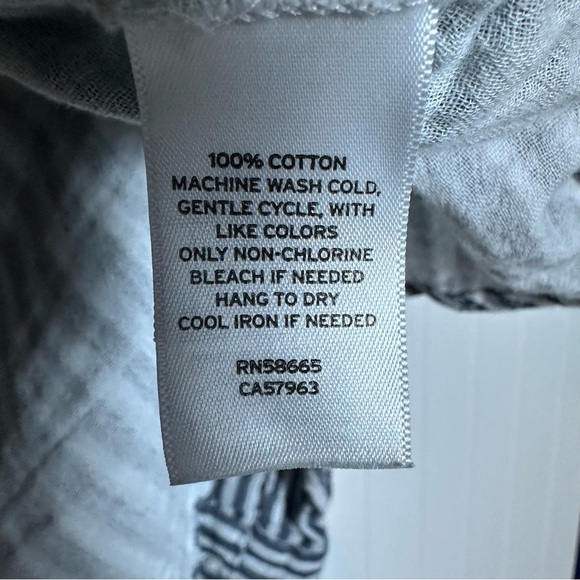 100% COTTON
MACHINE WASH COLD,
GENTLE CYCLE, WITH
LIKE COLORS
ONLY NON-CHLORINE
BLEACH IF NEEDED
HANG TO DRY
COOL IRON IF NEEDED
RN58665
CA57963